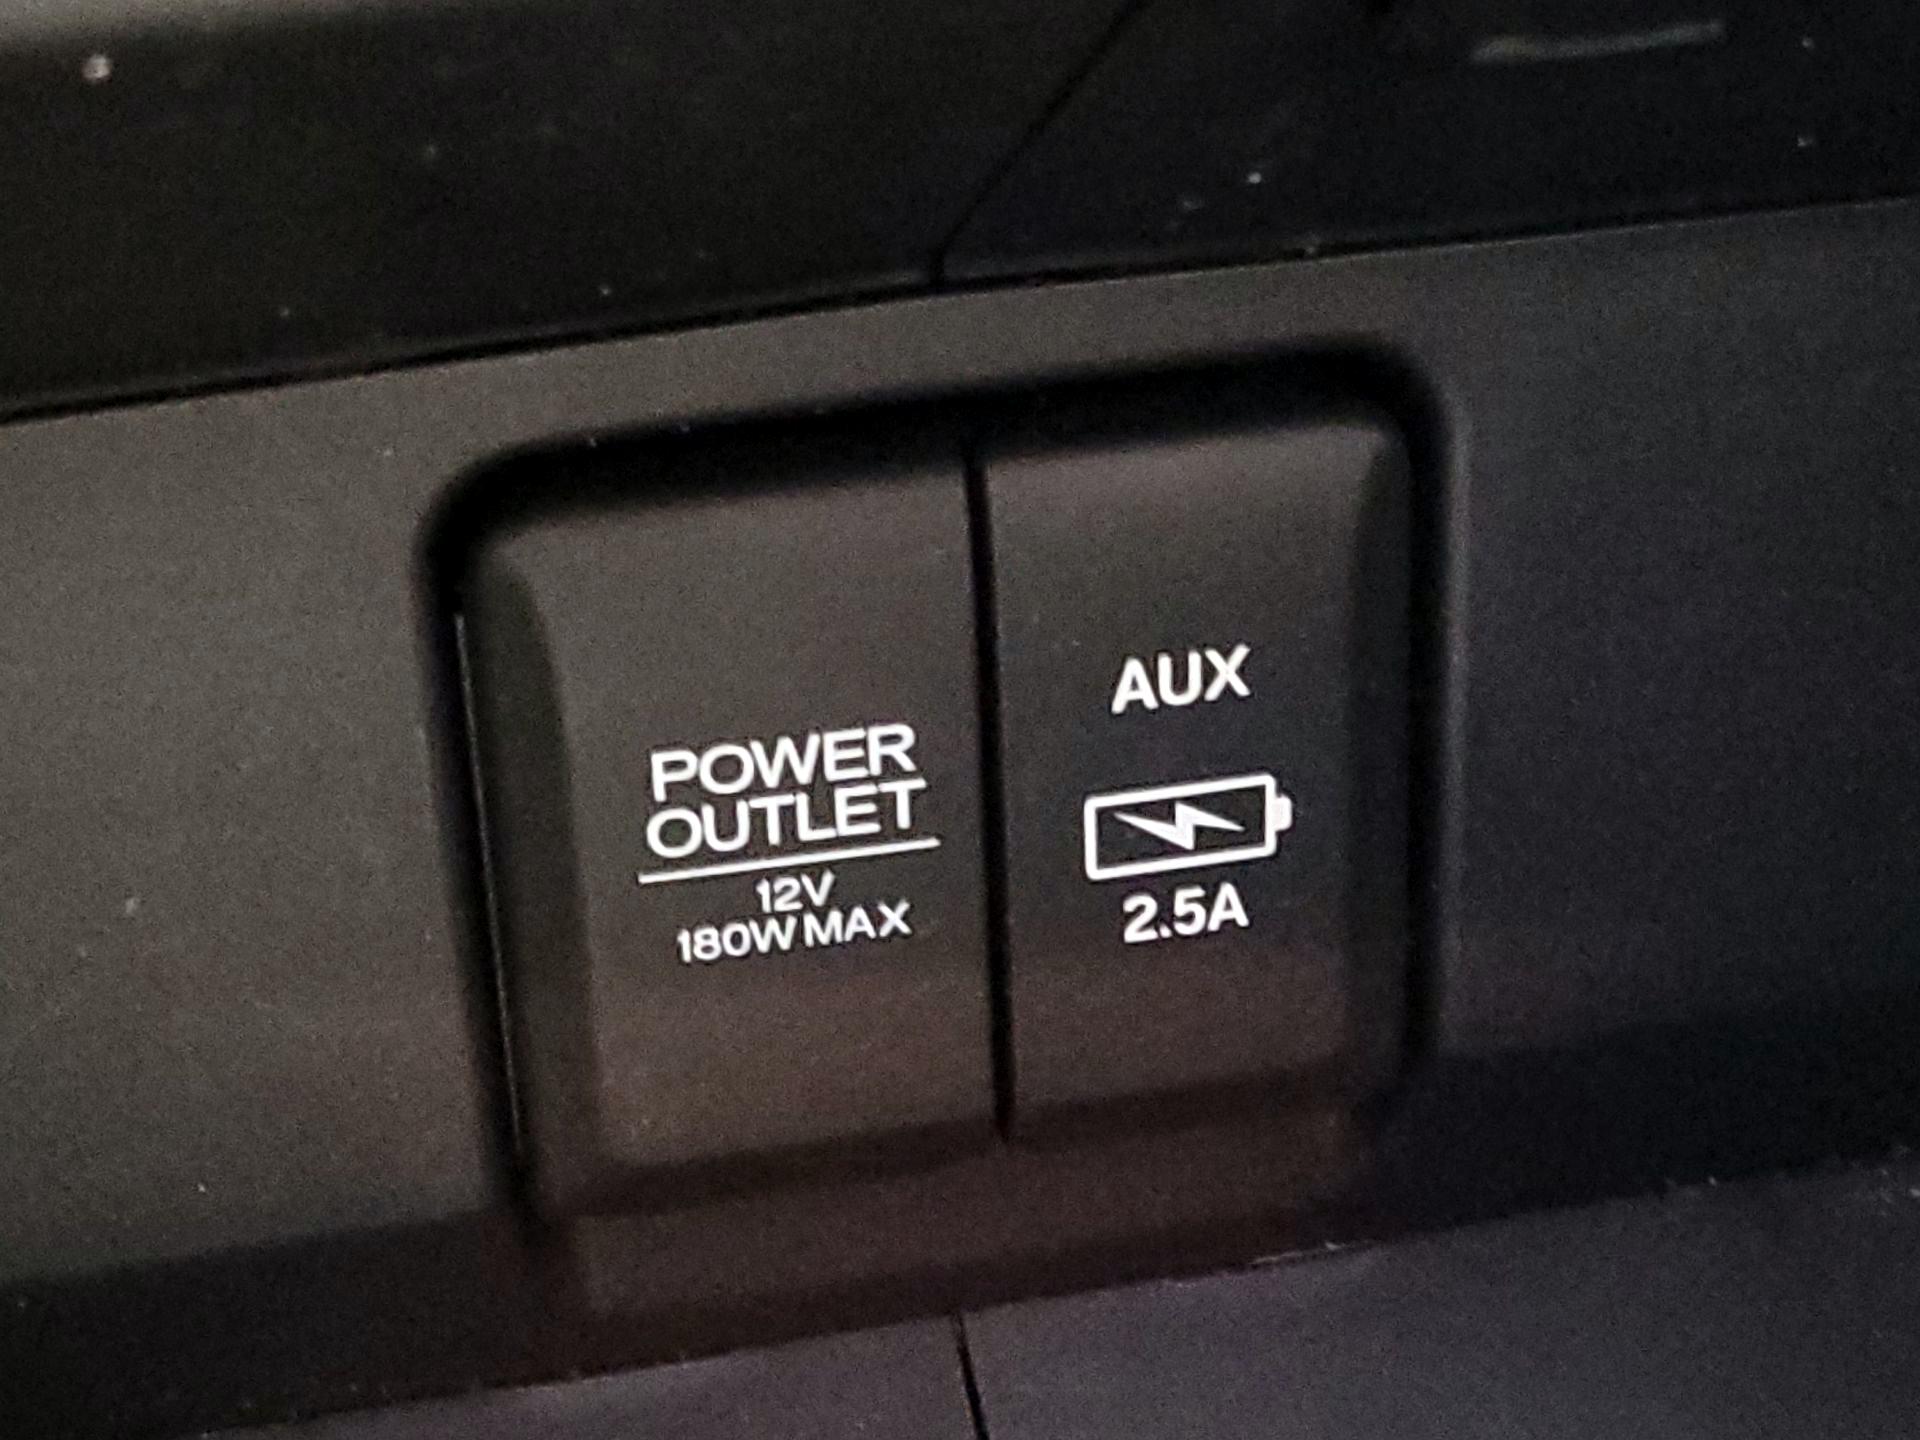 POWER
OUTLET
12V
180W MAX
AUX
2.5A